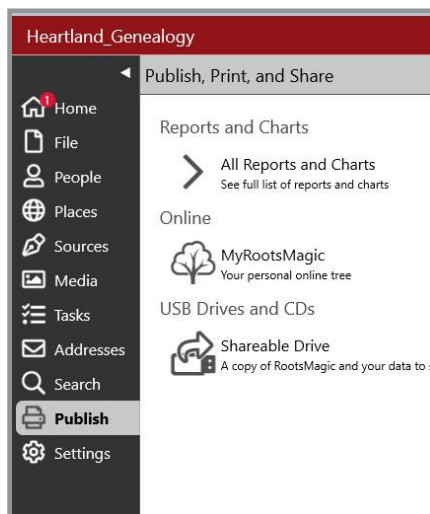 Heartland_Genealogy
Publish, Print, and Share
1
Home
File
People
Places
Sources
Media
Tasks
Addresses
Search
Publish
Settings
Reports and Charts
All Reports and Charts
See full list of reports and charts
Online
MyRootsMagic
Your personal online tree
USB Drives and CDs
Shareable Drive
A copy of RootsMagic and your data to